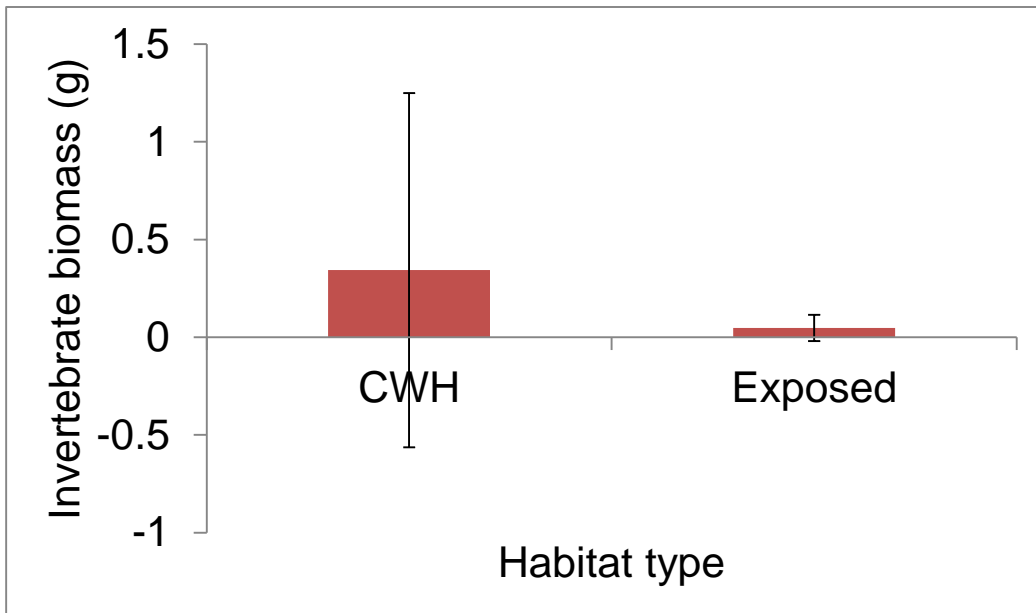 Invertebrate biomass (g)
1.5
1
0.5
0
-0.5
-1
CWH
Exposed
Habitat type